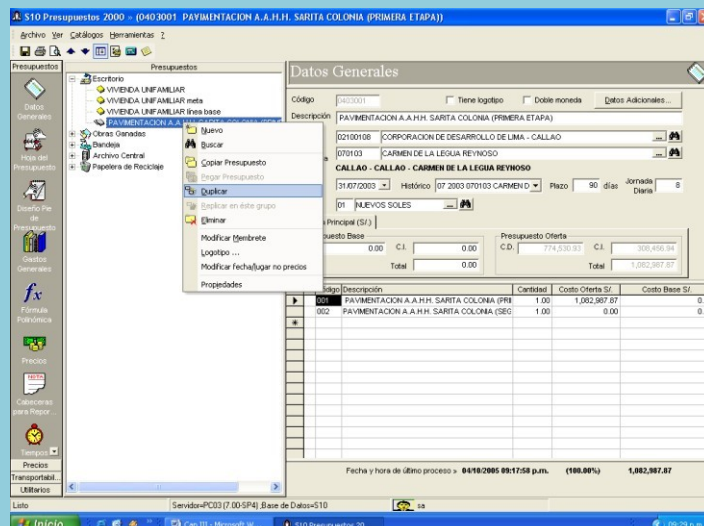 S10 Presupuestos 2000 » (0403001 PAVIMENTACION A.A.H.H. SARITA COLONIA (PRIMERA ETAPA))
Archivo Ver Catálogos Herramientas ?
Presupuestos
Datos Generales
Hoja del Presupuesto
Diseño Pie de Presupuesto
Gastos Generales
fx
Fórmula Polinómica
Precios
NOTA
Cabeceras para Repor...
Tiempos
Precios
Transportabil...
Utilitarios
Presupuestos
Escritorio
VIVIENDA UNIFAMILIAR
VIVIENDA UNIFAMILIAR meta
VIVIENDA UNIFAMILIAR línea base
PAVIMENTACION A.A.H.H. SARITA COLONIA
Obras Ganadas
Bandeja
Archivo Central
Papelera de Reciclaje
Nuevo
Buscar
Copiar Presupuesto
Pegar Presupuesto
Duplicar
Replicar en éste grupo
Eliminar
Modificar Membrete
Logotipo ...
Modificar fecha/lugar no precios
Propiedades
Datos Generales
Código 0403001 Tiene logotipo Doble moneda Datos Adicionales...
Descripción PAVIMENTACION A.A.H.H. SARITA COLONIA (PRIMERA ETAPA)
02100108 CORPORACION DE DESARROLLO DE LIMA - CALLAO ...
070103 CARMEN DE LA LEGUA REYNOSO ...
CALLAO - CALLAO - CARMEN DE LA LEGUA REYNOSO
31/07/2003 Histórico 07 2003 070103 CARMEN D Plazo 90 días Jornada Diaria 8
01 NUEVOS SOLES ...
Principal (S/.)
Base Presupuesto Oferta
0.00 C.I. 0.00 C.D. 774,530.93 C.I. 308,456.94
Total 0.00 Total 1,082,987.87
Código Descripción Cantidad Costo Oferta S/. Costo Base S/.
001 PAVIMENTACION A.A.H.H. SARITA COLONIA (PRI 1.00 1,082,987.87 0.
002 PAVIMENTACION A.A.H.H. SARITA COLONIA (SEG 1.00 0.00 0.
Fecha y hora de último proceso » 04/10/2005 09:17:58 p.m. (100.00%) 1,082,987.87
Listo Servidor=PC03 (7.00-SP4) ;Base de Datos=S10 sa
Inicio Cap III - Microsoft W... S10 Presupuestos 20... 09:29 p.m.